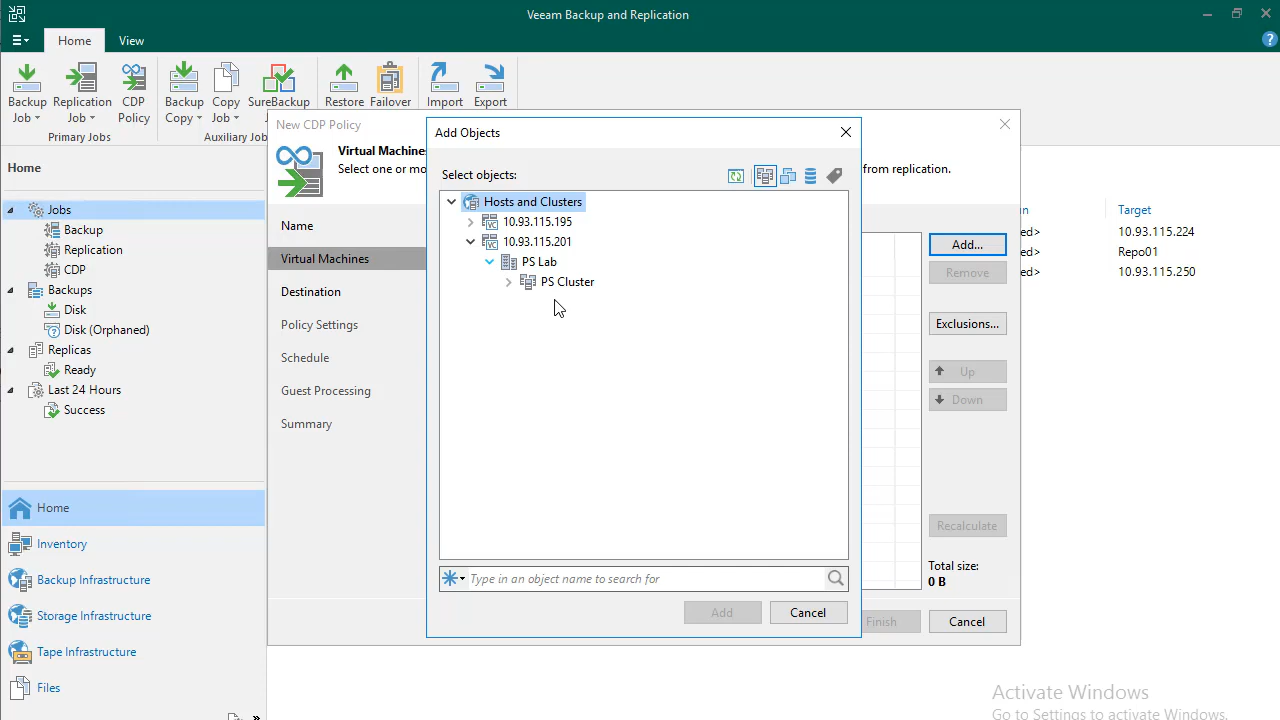 Veeam Backup and Replication
Home
View
Backup Job
Replication Job
CDP Policy
Backup Copy
Copy Job
SureBackup
Restore
Failover
Import
Export
Primary Jobs
Auxiliary Job
Home
Jobs
Backup
Replication
CDP
Backups
Disk
Disk (Orphaned)
Replicas
Ready
Last 24 Hours
Success
Home
Inventory
Backup Infrastructure
Storage Infrastructure
Tape Infrastructure
Files
New CDP Policy
Virtual Machines
Select one or mo
from replication.
Name
Virtual Machines
Destination
Policy Settings
Schedule
Guest Processing
Summary
Add Objects
Select objects:
Hosts and Clusters
10.93.115.195
10.93.115.201
PS Lab
PS Cluster
Type in an object name to search for
Add
Cancel
Add...
Remove
Exclusions...
Up
Down
Recalculate
Total size:
0 B
Finish
Cancel
Target
ed>
10.93.115.224
ed>
Repo01
ed>
10.93.115.250
Activate Windows
Go to Settings to activate Windows.